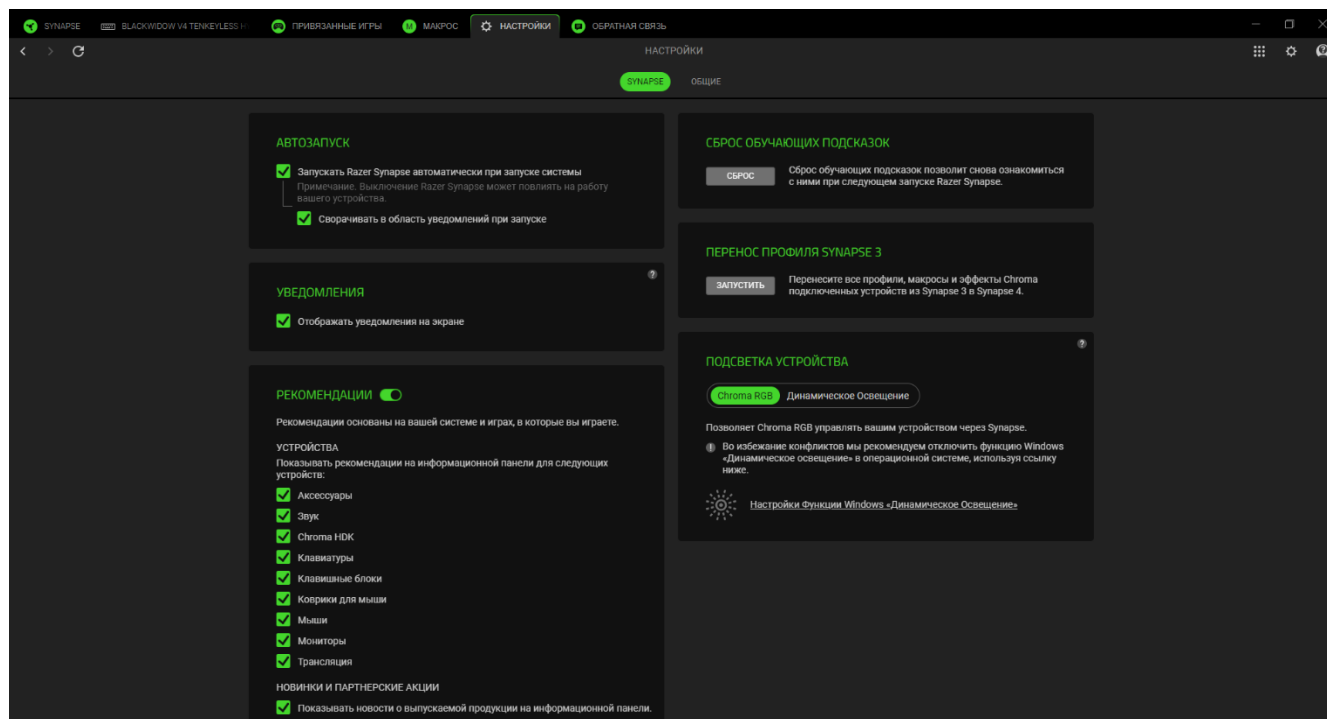 SYNAPSE
BLACKWIDOW V4 TENKEYLESS H
ПРИВЯЗАННЫЕ ИГРЫ
МАКРОС
НАСТРОЙКИ
ОБРАТНАЯ СВЯЗЬ
НАСТРОЙКИ
SYNAPSE
ОБЩИЕ
АВТОЗАПУСК
Запускать Razer Synapse автоматически при запуске системы
Примечание. Выключение Razer Synapse может повлиять на работу
вашего устройства.
Сворачивать в область уведомлений при запуске
УВЕДОМЛЕНИЯ
Отображать уведомления на экране
РЕКОМЕНДАЦИИ
Рекомендации основаны на вашей системе и играх, в которые вы играете.
УСТРОЙСТВА
Показывать рекомендации на информационной панели для следующих
устройств:
Аксессуары
Звук
Chroma HDK
Клавиатуры
Клавишные блоки
Коврики для мыши
Мыши
Мониторы
Трансляция
НОВИНКИ И ПАРТНЕРСКИЕ АКЦИИ
Показывать новости о выпускаемой продукции на информационной панели.
СБРОС ОБУЧАЮЩИХ ПОДСКАЗОК
СБРОС
Сброс обучающих подсказок позволит снова ознакомиться
с ними при следующем запуске Razer Synapse.
ПЕРЕНОС ПРОФИЛЯ SYNAPSE 3
ЗАПУСТИТЬ
Перенесите все профили, макросы и эффекты Chroma
подключенных устройств из Synapse 3 в Synapse 4.
ПОДСВЕТКА УСТРОЙСТВА
Chroma RGB
Динамическое Освещение
Позволяет Chroma RGB управлять вашим устройством через Synapse.
Во избежание конфликтов мы рекомендуем отключить функцию Windows
«Динамическое освещение» в операционной системе, используя ссылку
ниже.
Настройки Функции Windows «Динамическое Освещение»